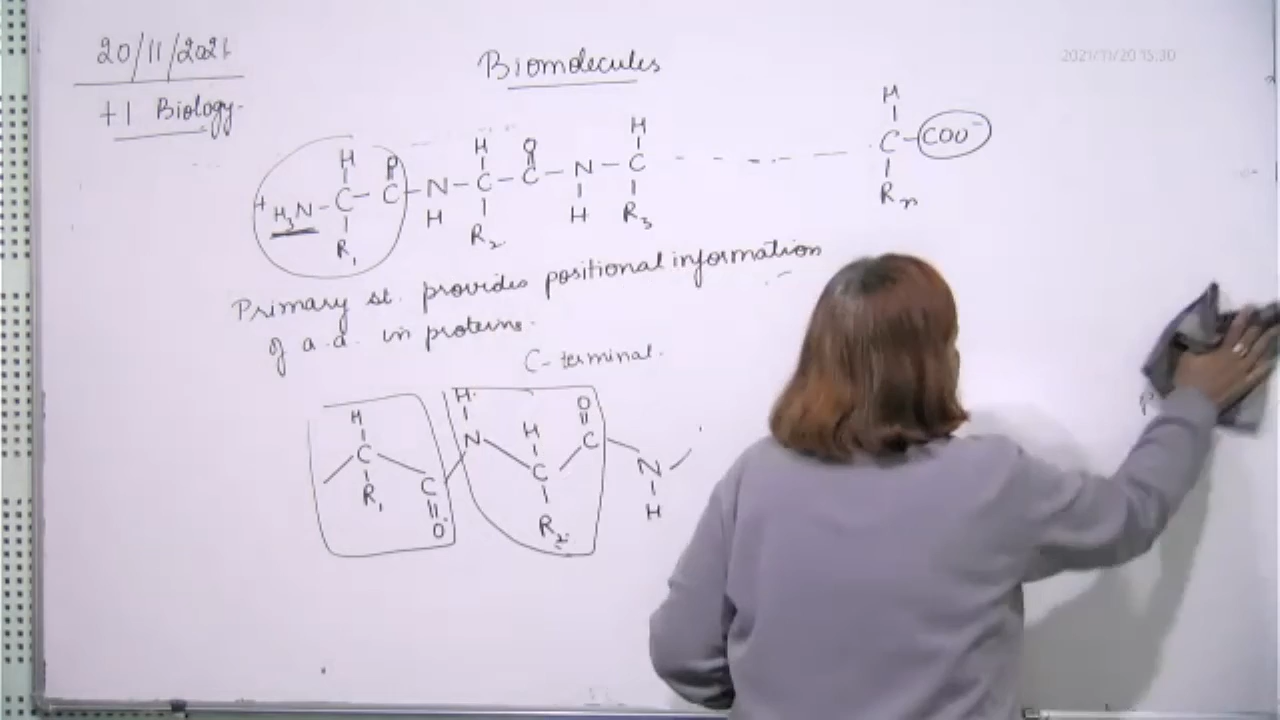 20/11/2021
+1 Biology.
Biomolecules
2021/11/20 15:30
H H O H H
+H₃N - C - C - N - C - C - N - C - - - - - C - COO⁻
R₁ H R₂ H R₃ Rn
Primary st. provides positional information
of a.a. in proteins.
C-terminal.
H H O
C N H C
R₁ C C N
O R₂ H